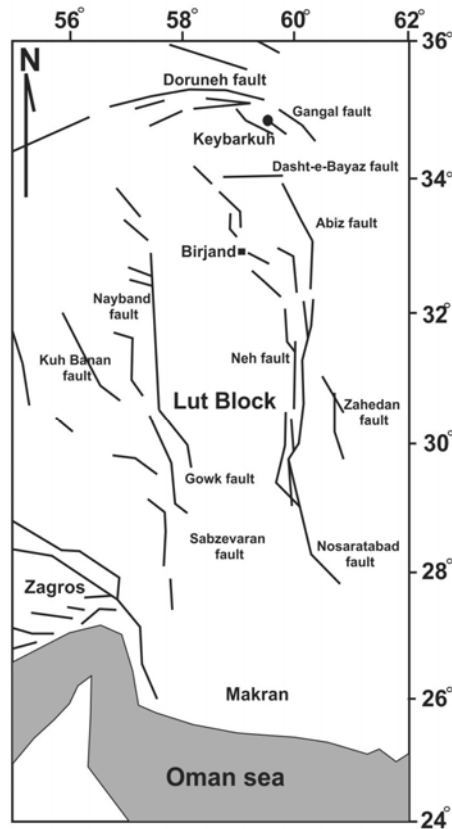 56° 58° 60° 62°
36°
N
Doruneh fault
Gangal fault
Keybarkuh
Dasht-e-Bayaz fault
34°
Abiz fault
Birjand
Nayband
fault
32°
Kuh Banan
fault
Neh fault
Lut Block
Zahedan
fault
30°
Gowk fault
Sabzevaran
fault
Nosaratabad
fault
28°
Zagros
Makran
26°
Oman sea
24°